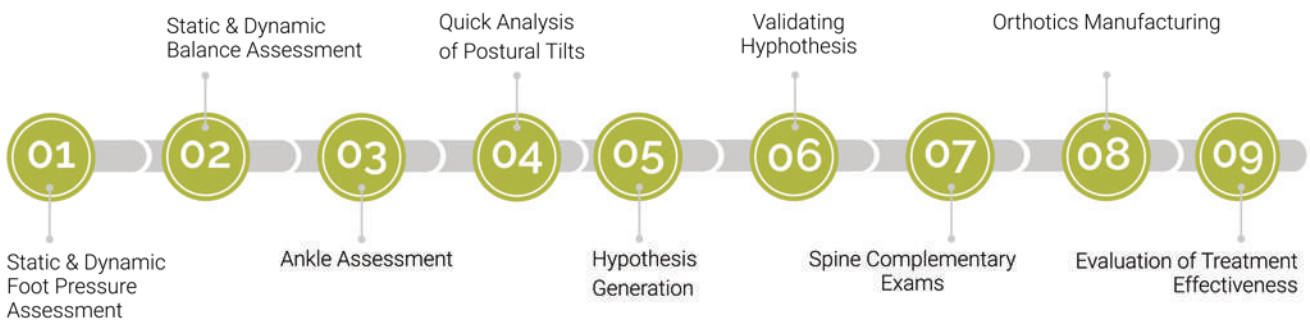 01
Static & Dynamic
Foot Pressure
Assessment
02
Static & Dynamic
Balance Assessment
03
Ankle Assessment
04
Quick Analysis
of Postural Tilts
05
Hypothesis
Generation
06
Validating
Hyphothesis
07
Spine Complementary
Exams
08
Orthotics Manufacturing
09
Evaluation of Treatment
Effectiveness